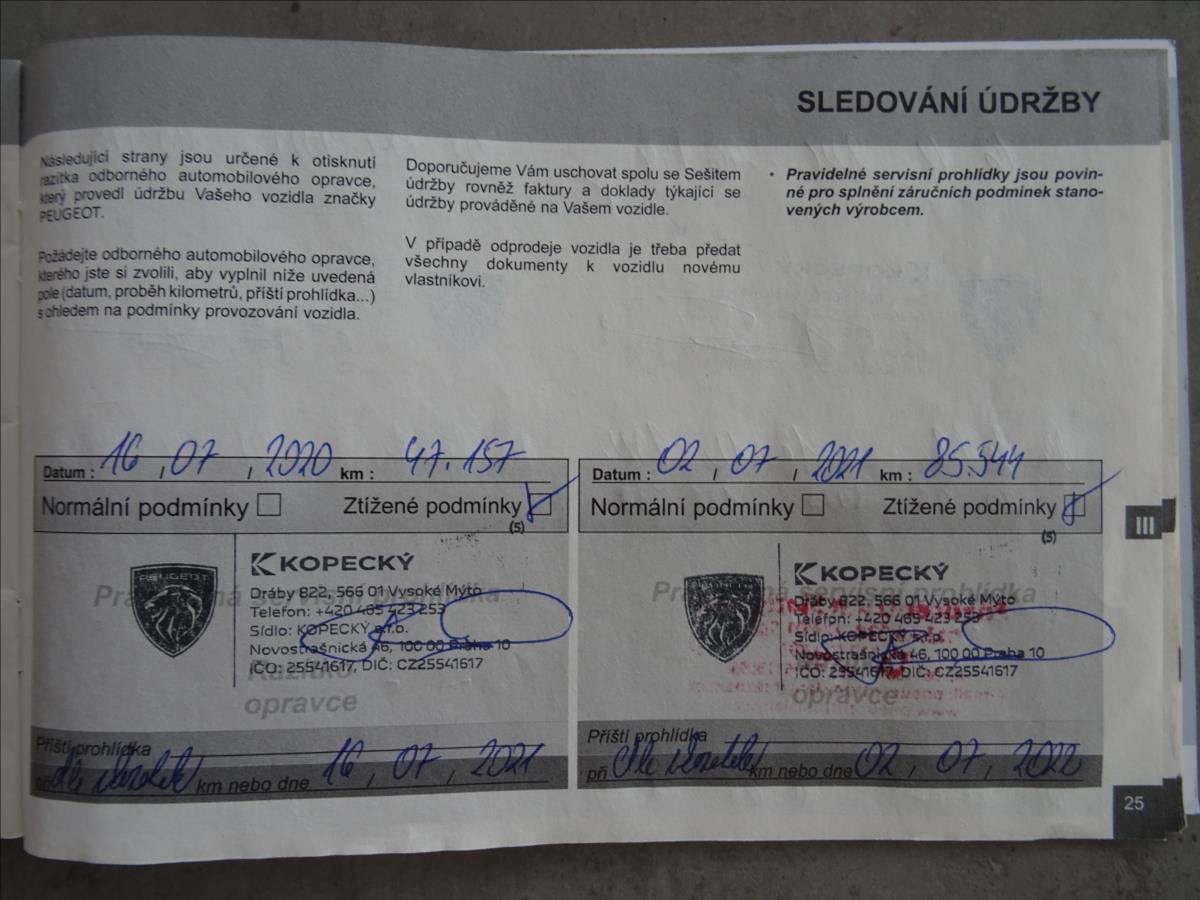 SLEDOVÁNÍ ÚDRŽBY
Následující strany jsou určené k otisknutí
razítka odborného automobilového opravce,
který provedl údržbu Vašeho vozidla značky
PEUGEOT.
Požádejte odborného automobilového opravce,
kterého jste si zvolili, aby vyplnil níže uvedená
pole (datum, proběh kilometrů, příští prohlídka...)
s ohledem na podmínky provozování vozidla.
Doporučujeme Vám uschovat spolu se Sešitem
údržby rovněž faktury a doklady týkající se
údržby prováděné na Vašem vozidle.
V případě odprodeje vozidla je třeba předat
všechny dokumenty k vozidlu novému
vlastníkovi.
• Pravidelné servisní prohlídky jsou povin-
né pro splnění záručních podmínek stano-
vených výrobcem.
Datum : 16 / 07 / 2020 km : 47.157
Normální podmínky Ztížené podmínky
(5)
PEUGEOT
KOPECKÝ
Dráby 822, 566 01 Vysoké Mýto
Telefon: +420 465 423 253
Sídlo: KOPECKÝ s.r.o.
Novostrašnická 46, 100 00 Praha 10
IČO: 25541617, DIČ: CZ25541617
Razítko
opravce
Příští prohlídka
při km nebo dne 16 , 07 , 2021
Datum : 02 / 07 / 2021 km : 85.544
Normální podmínky Ztížené podmínky
(5)
KOPECKÝ
Dráby 822, 566 01 Vysoké Mýto
Telefon: +420 465 423 253
Sídlo: KOPECKÝ s.r.o.
Novostrašnická 46, 100 00 Praha 10
IČO: 25541617, DIČ: CZ25541617
opravce
Příští prohlídka
při km nebo dne 02 , 07 , 2022
III
25